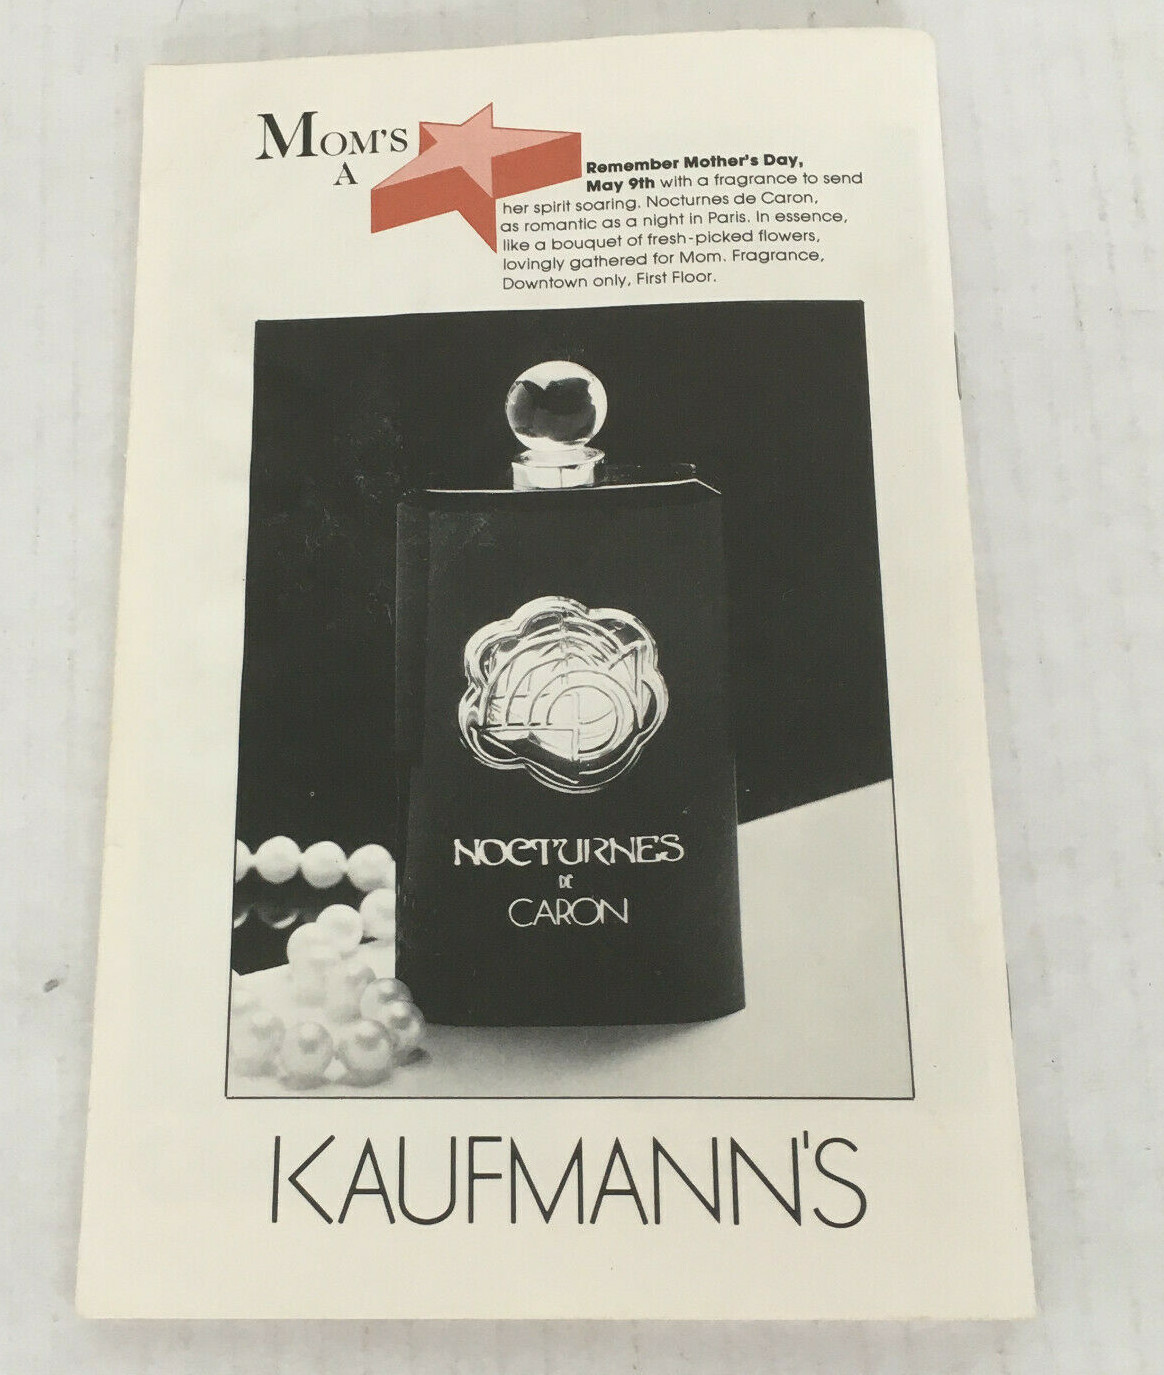 MOM'S
A
Remember Mother's Day,
May 9th with a fragrance to send
her spirit soaring. Nocturnes de Caron,
as romantic as a night in Paris. In essence,
like a bouquet of fresh-picked flowers,
lovingly gathered for Mom. Fragrance,
Downtown only, First Floor.
NOCTURNES
DE
CARON
KAUFMANN'S